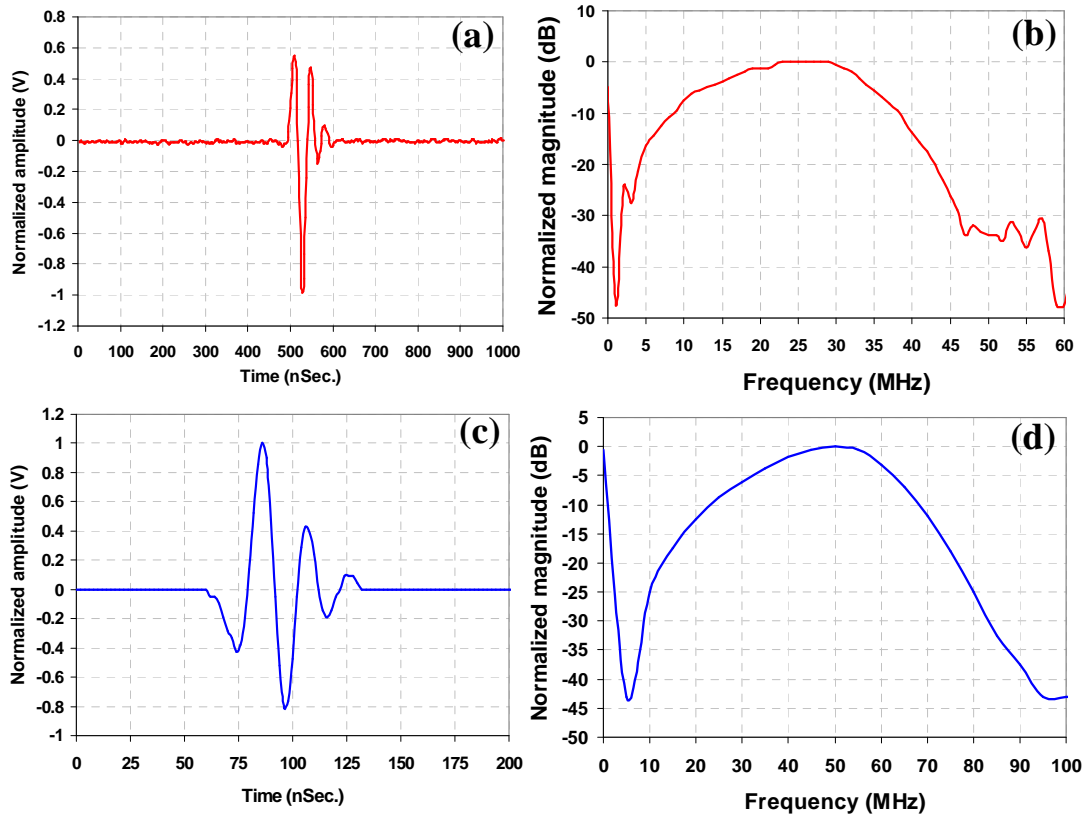 (a)
Normalized amplitude (V)
0.8
0.6
0.4
0.2
0
-0.2
-0.4
-0.6
-0.8
-1
-1.2
0 100 200 300 400 500 600 700 800 900 1000
Time (nSec.)
(b)
Normalized magnitude (dB)
10
0
-10
-20
-30
-40
-50
0 5 10 15 20 25 30 35 40 45 50 55 60
Frequency (MHz)
(c)
Normalized amplitude (V)
1.2
1
0.8
0.6
0.4
0.2
0
-0.2
-0.4
-0.6
-0.8
-1
0 25 50 75 100 125 150 175 200
Time (nSec.)
(d)
Normalized magnitude (dB)
5
0
-5
-10
-15
-20
-25
-30
-35
-40
-45
-50
0 10 20 30 40 50 60 70 80 90 100
Frequency (MHz)